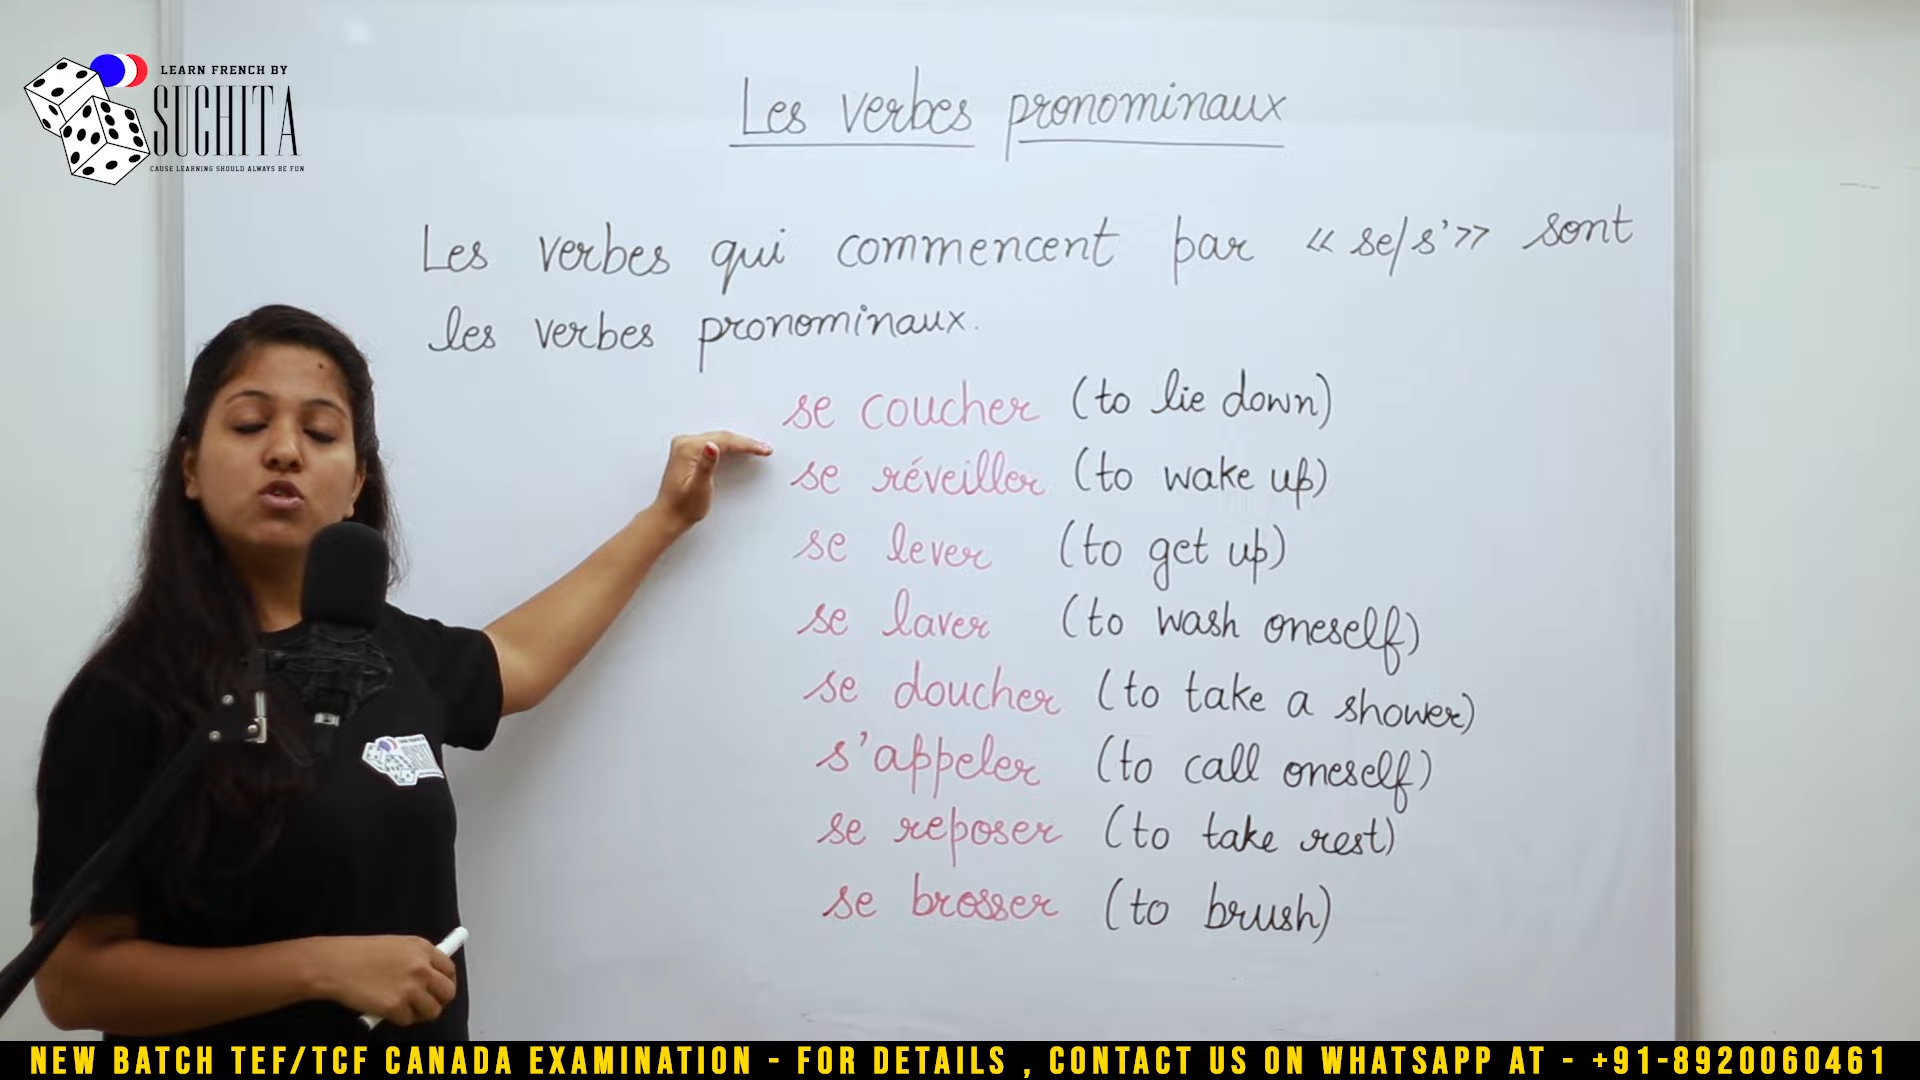 LEARN FRENCH BY
SUCHITA
CAUSE LEARNING SHOULD ALWAYS BE FUN
Les verbes pronominaux
Les verbes qui commencent par « se/s' » sont
les verbes pronominaux.
se coucher (to lie down)
se réveiller (to wake up)
se lever (to get up)
se laver (to wash oneself)
se doucher (to take a shower)
s'appeler (to call oneself)
se reposer (to take rest)
se brosser (to brush)
NEW BATCH TEF/TCF CANADA EXAMINATION - FOR DETAILS , CONTACT US ON WHATSAPP AT - +91-8920060461